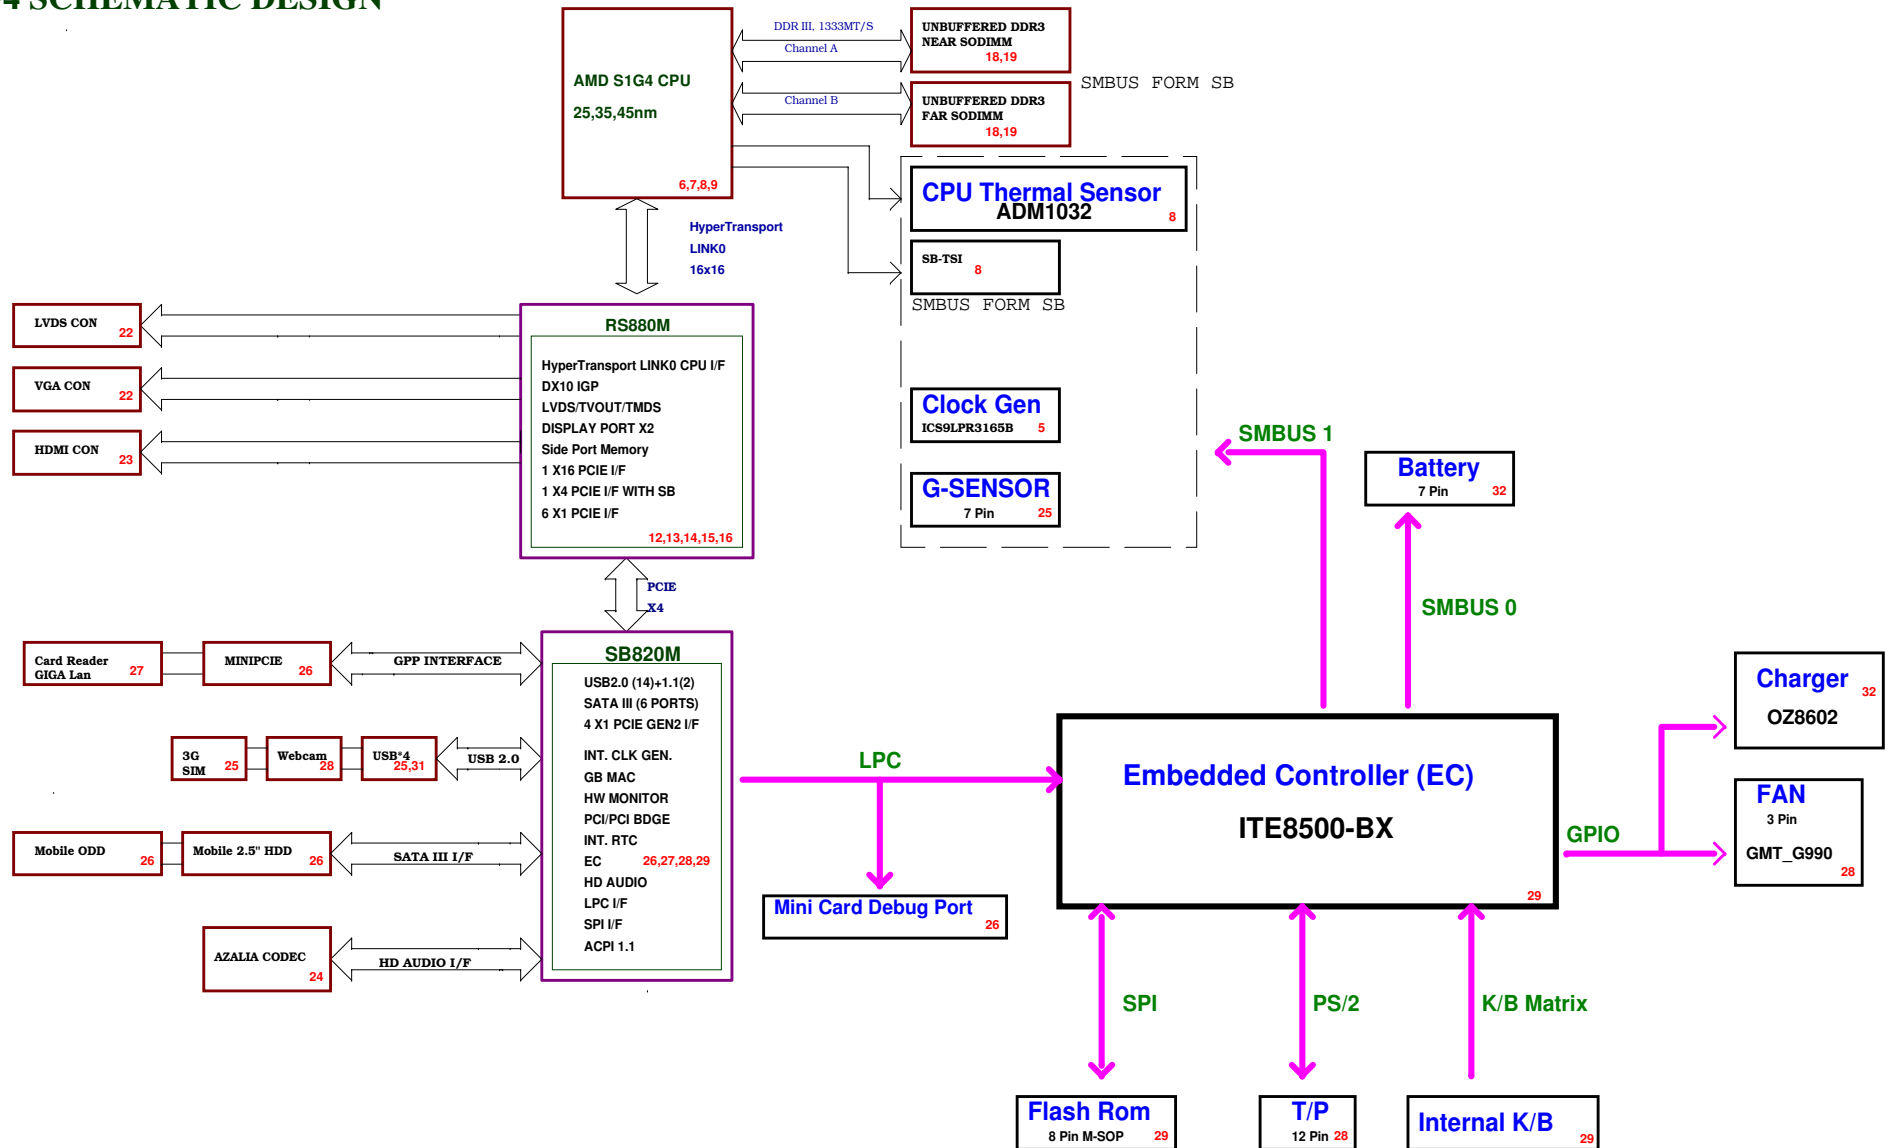 4 SCHEMATIC DESIGN
AMD S1G4 CPU
25,35,45nm
6,7,8,9
DDR III, 1333MT/S
Channel A
Channel B
UNBUFFERED DDR3
NEAR SODIMM
18,19
UNBUFFERED DDR3
FAR SODIMM
18,19
SMBUS FORM SB
CPU Thermal Sensor
ADM1032
8
SB-TSI
8
SMBUS FORM SB
Clock Gen
ICS9LPR3165B 5
G-SENSOR
7 Pin 25
HyperTransport
LINK0
16x16
LVDS CON
22
VGA CON
22
HDMI CON
23
RS880M
HyperTransport LINK0 CPU I/F
DX10 IGP
LVDS/TVOUT/TMDS
DISPLAY PORT X2
Side Port Memory
1 X16 PCIE I/F
1 X4 PCIE I/F WITH SB
6 X1 PCIE I/F
12,13,14,15,16
PCIE
X4
SMBUS 1
Battery
7 Pin 32
SMBUS 0
Card Reader
GIGA Lan
27
MINIPCIE
26
GPP INTERFACE
3G
SIM
25
Webcam
28
USB*4
25,31
USB 2.0
Mobile ODD
26
Mobile 2.5" HDD
26
SATA III I/F
AZALIA CODEC
24
HD AUDIO I/F
SB820M
USB2.0 (14)+1.1(2)
SATA III (6 PORTS)
4 X1 PCIE GEN2 I/F
INT. CLK GEN.
GB MAC
HW MONITOR
PCI/PCI BDGE
INT. RTC
EC 26,27,28,29
HD AUDIO
LPC I/F
SPI I/F
ACPI 1.1
LPC
Mini Card Debug Port
26
Embedded Controller (EC)
ITE8500-BX
29
GPIO
Charger
32
OZ8602
FAN
3 Pin
GMT_G990
28
SPI
PS/2
K/B Matrix
Flash Rom
8 Pin M-SOP 29
T/P
12 Pin 28
Internal K/B
29